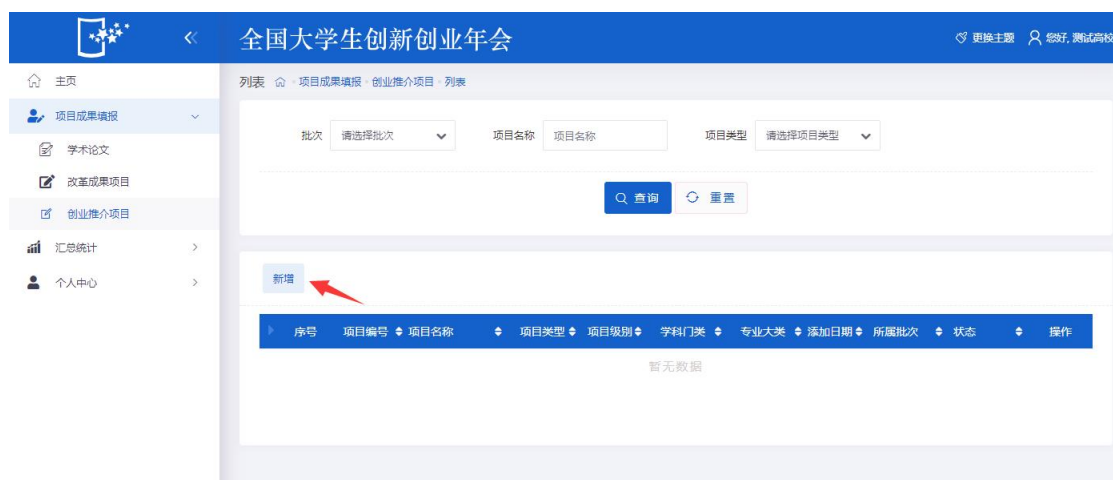 全国大学生创新创业年会
更换主题 您好, 测试高校
主页
项目成果填报
学术论文
改革成果项目
创业推介项目
汇总统计
个人中心
列表 - 项目成果填报 - 创业推介项目 - 列表
批次 请选择批次 项目名称 项目名称 项目类型 请选择项目类型
查询 重置
新增
序号 项目编号 项目名称 项目类型 项目级别 学科门类 专业大类 添加日期 所属批次 状态 操作
暂无数据